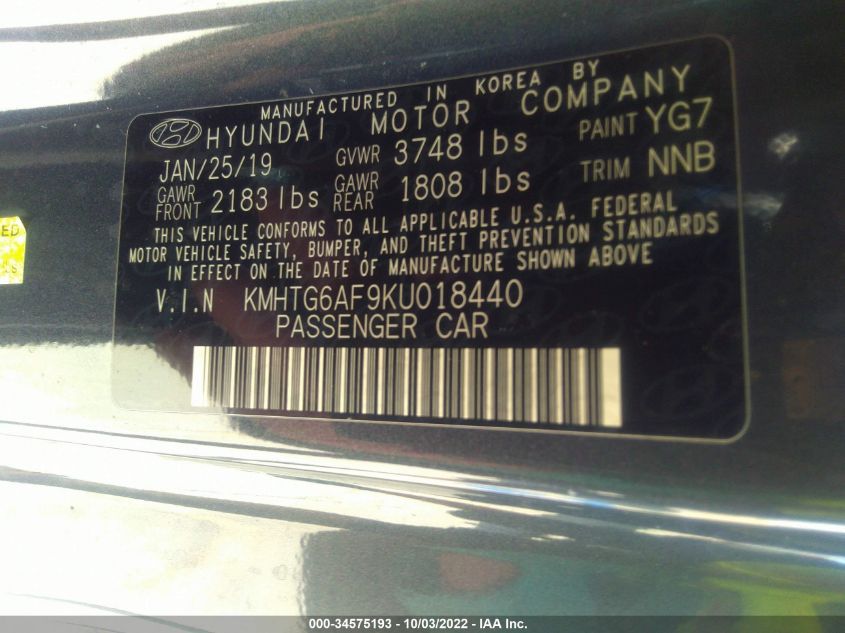 MANUFACTURED IN KOREA BY
HYUNDAI MOTOR COMPANY
JAN/25/19 GVWR 3748 lbs PAINT YG7
GAWR FRONT 2183 lbs GAWR REAR 1808 lbs TRIM NNB
THIS VEHICLE CONFORMS TO ALL APPLICABLE U.S.A. FEDERAL
MOTOR VEHICLE SAFETY, BUMPER, AND THEFT PREVENTION STANDARDS
IN EFFECT ON THE DATE OF MANUFACTURE SHOWN ABOVE
V.I.N KMHTG6AF9KU018440
PASSENGER CAR
000-34575193 - 10/03/2022 - IAA Inc.